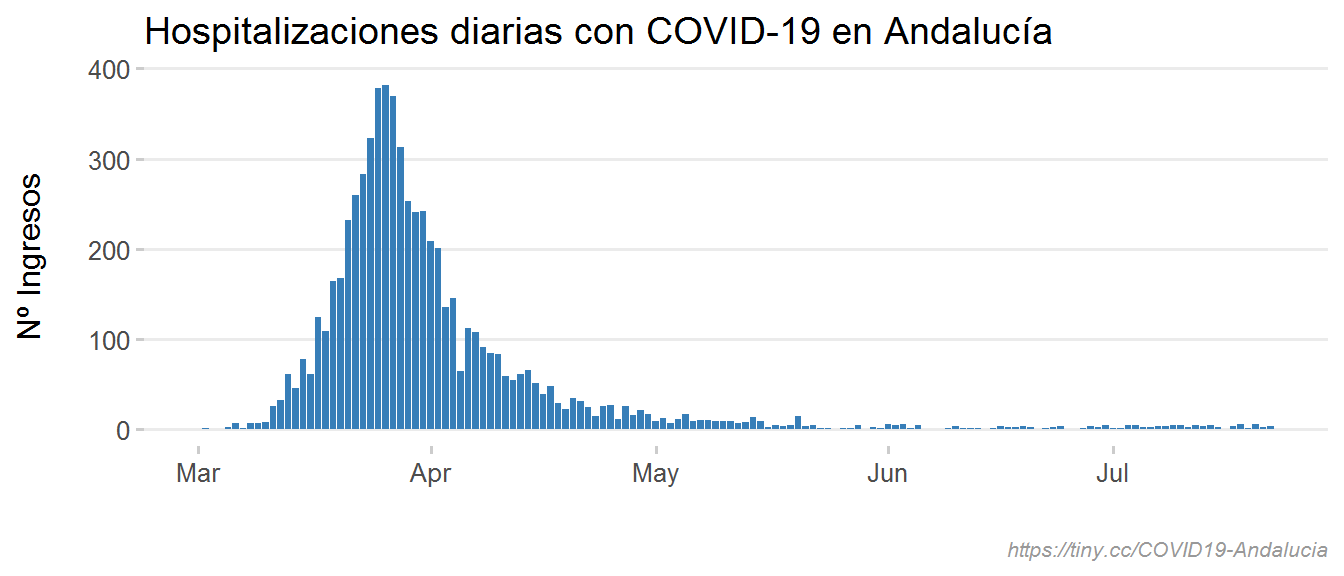 Hospitalizaciones diarias con COVID-19 en Andalucía
Nº Ingresos
400
300
200
100
0
Mar Apr May Jun Jul
https://tiny.cc/COVID19-Andalucia